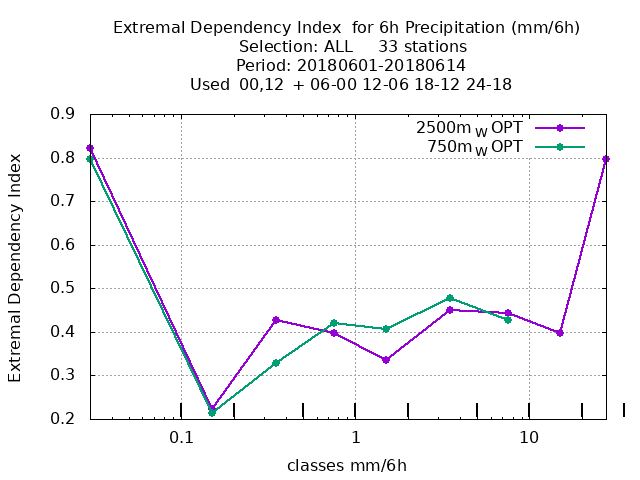 Extremal Dependency Index  for 6h Precipitation (mm/6h)
Selection: ALL     33 stations
Period: 20180601-20180614
Used  00,12  + 06-00 12-06 18-12 24-18
2500m W OPT
750m W OPT
0.9
0.8
0.7
0.6
0.5
0.4
0.3
0.2
Extremal Dependency Index
0.1 1 10
classes mm/6h